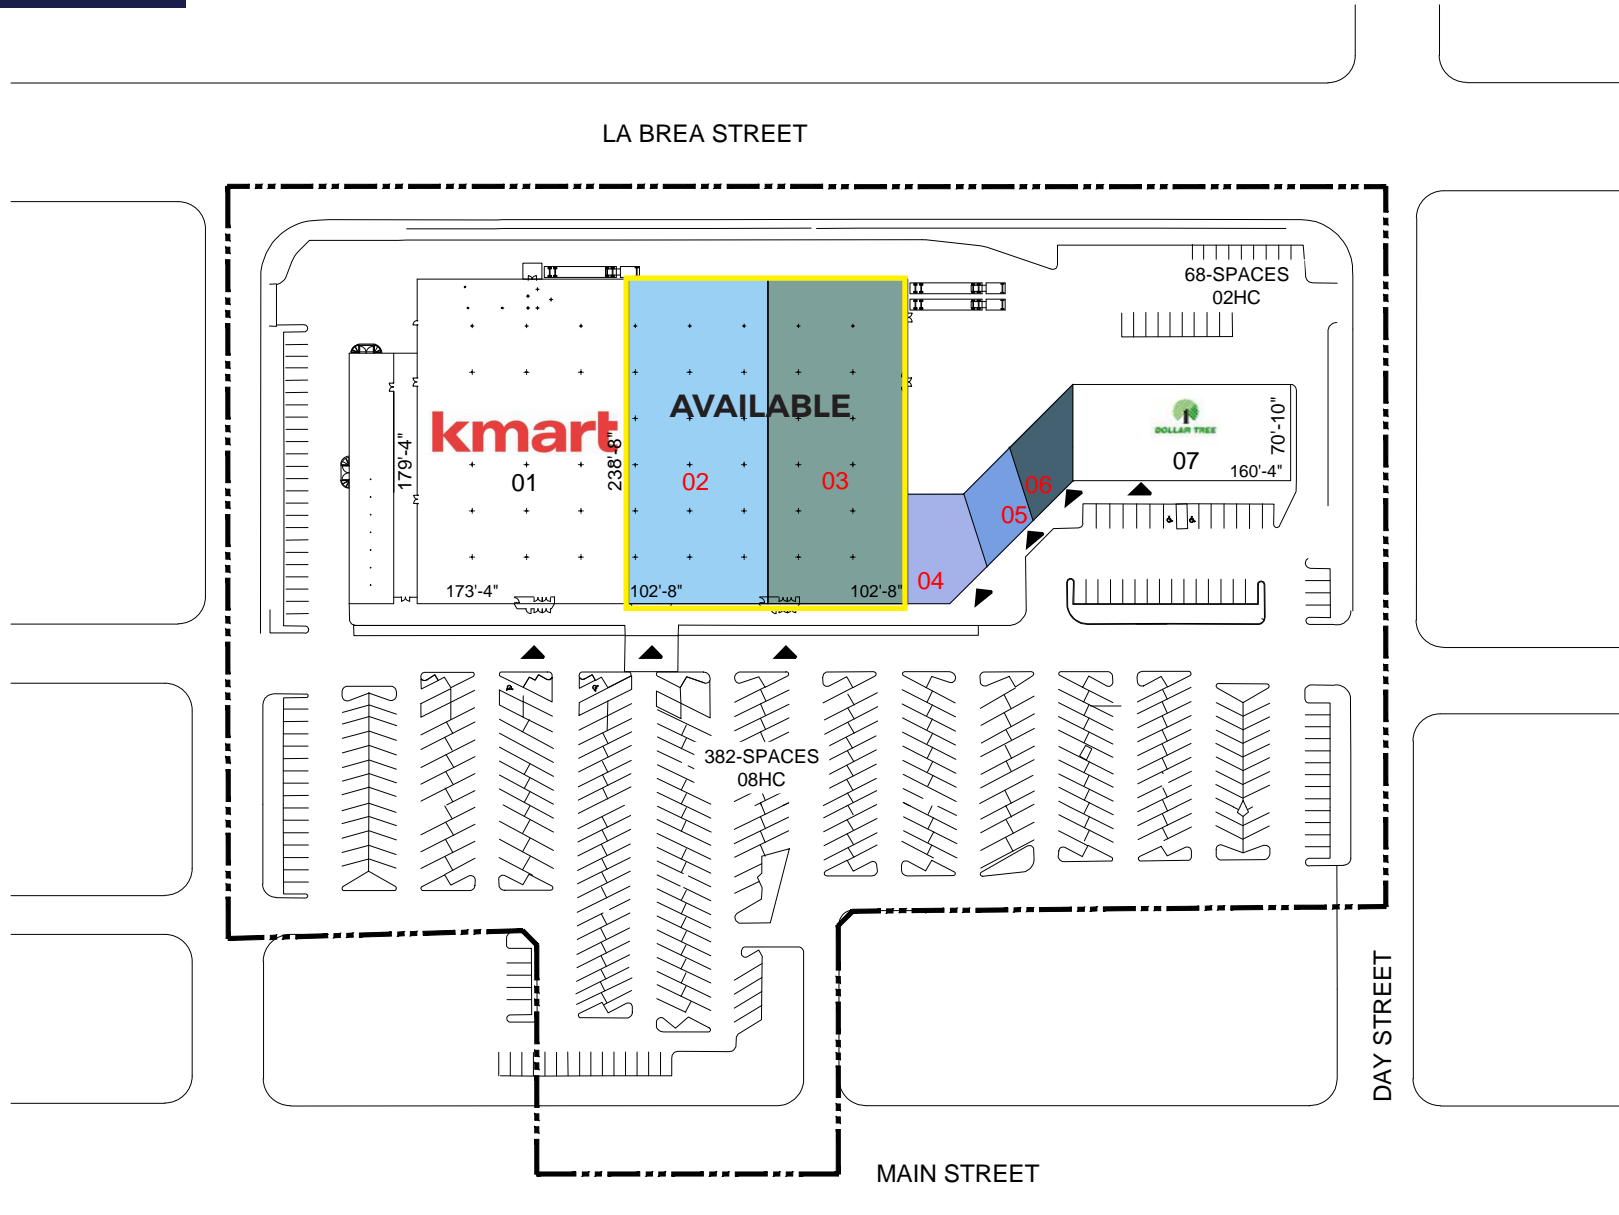 LA BREA STREET
68-SPACES
02HC
kmart
AVAILABLE
DOLLAR TREE
179'-4"
238'-8"
70'-10"
01
02
03
04
05
06
07
160'-4"
173'-4"
102'-8"
102'-8"
382-SPACES
08HC
DAY STREET
MAIN STREET